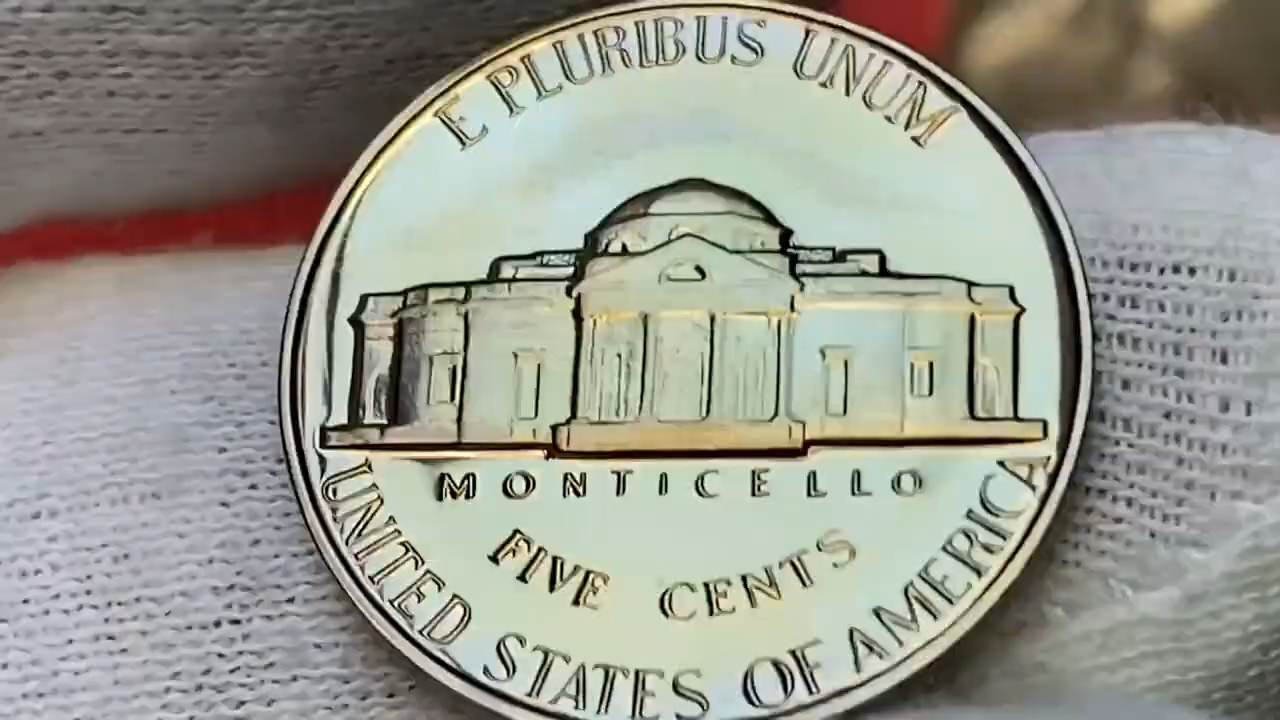 E PLURIBUS UNUM
MONTICELLO
FIVE CENTS
UNITED STATES OF AMERICA